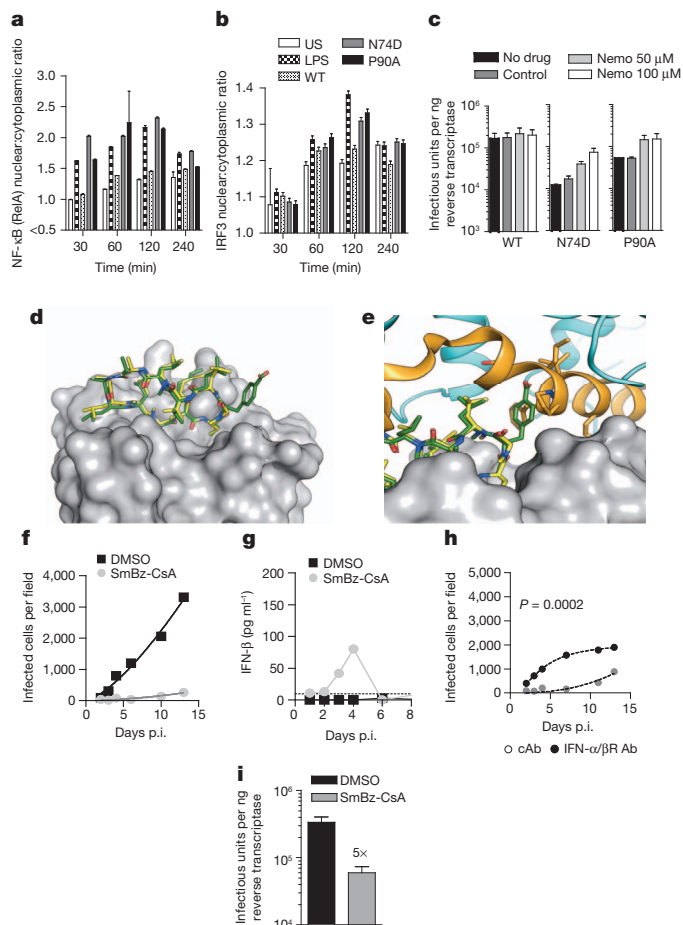 a
NF-κB (RelA) nuclear:cytoplasmic ratio
3.0
2.5
2.0
1.5
1.0
<0.5
30 60 120 240
Time (min)
b
US
LPS
WT
N74D
P90A
IRF3 nuclear:cytoplasmic ratio
1.4
1.3
1.2
1.1
1.0
30 60 120 240
Time (min)
c
No drug
Control
Nemo 50 μM
Nemo 100 μM
Infectious units per ng
reverse transcriptase
10⁶
10⁵
10⁴
10³
WT N74D P90A
d
e
f
DMSO
SmBz-CsA
Infected cells per field
4,000
3,000
2,000
1,000
0
0 5 10 15
Days p.i.
g
DMSO
SmBz-CsA
IFN-β (pg ml⁻¹)
200
150
100
50
0
0 2 4 6 8
Days p.i.
h
Infected cells per field
5,000
4,000
3,000
2,000
1,000
0
P = 0.0002
0 5 10 15
Days p.i.
cAb IFN-α/βR Ab
i
DMSO
SmBz-CsA
Infectious units per ng
reverse transcriptase
10⁶
10⁵
10⁴
5×